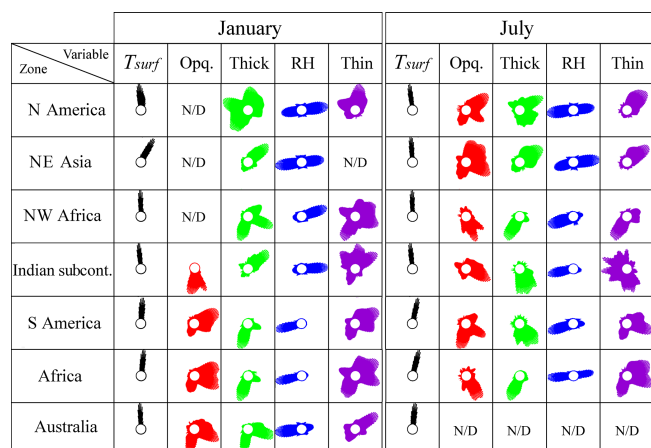 January July
Variable
Zone
Tsurf Opq. Thick RH Thin Tsurf Opq. Thick RH Thin
N America N/D
NE Asia N/D N/D
NW Africa N/D
Indian subcont.
S America
Africa
Australia N/D N/D N/D N/D